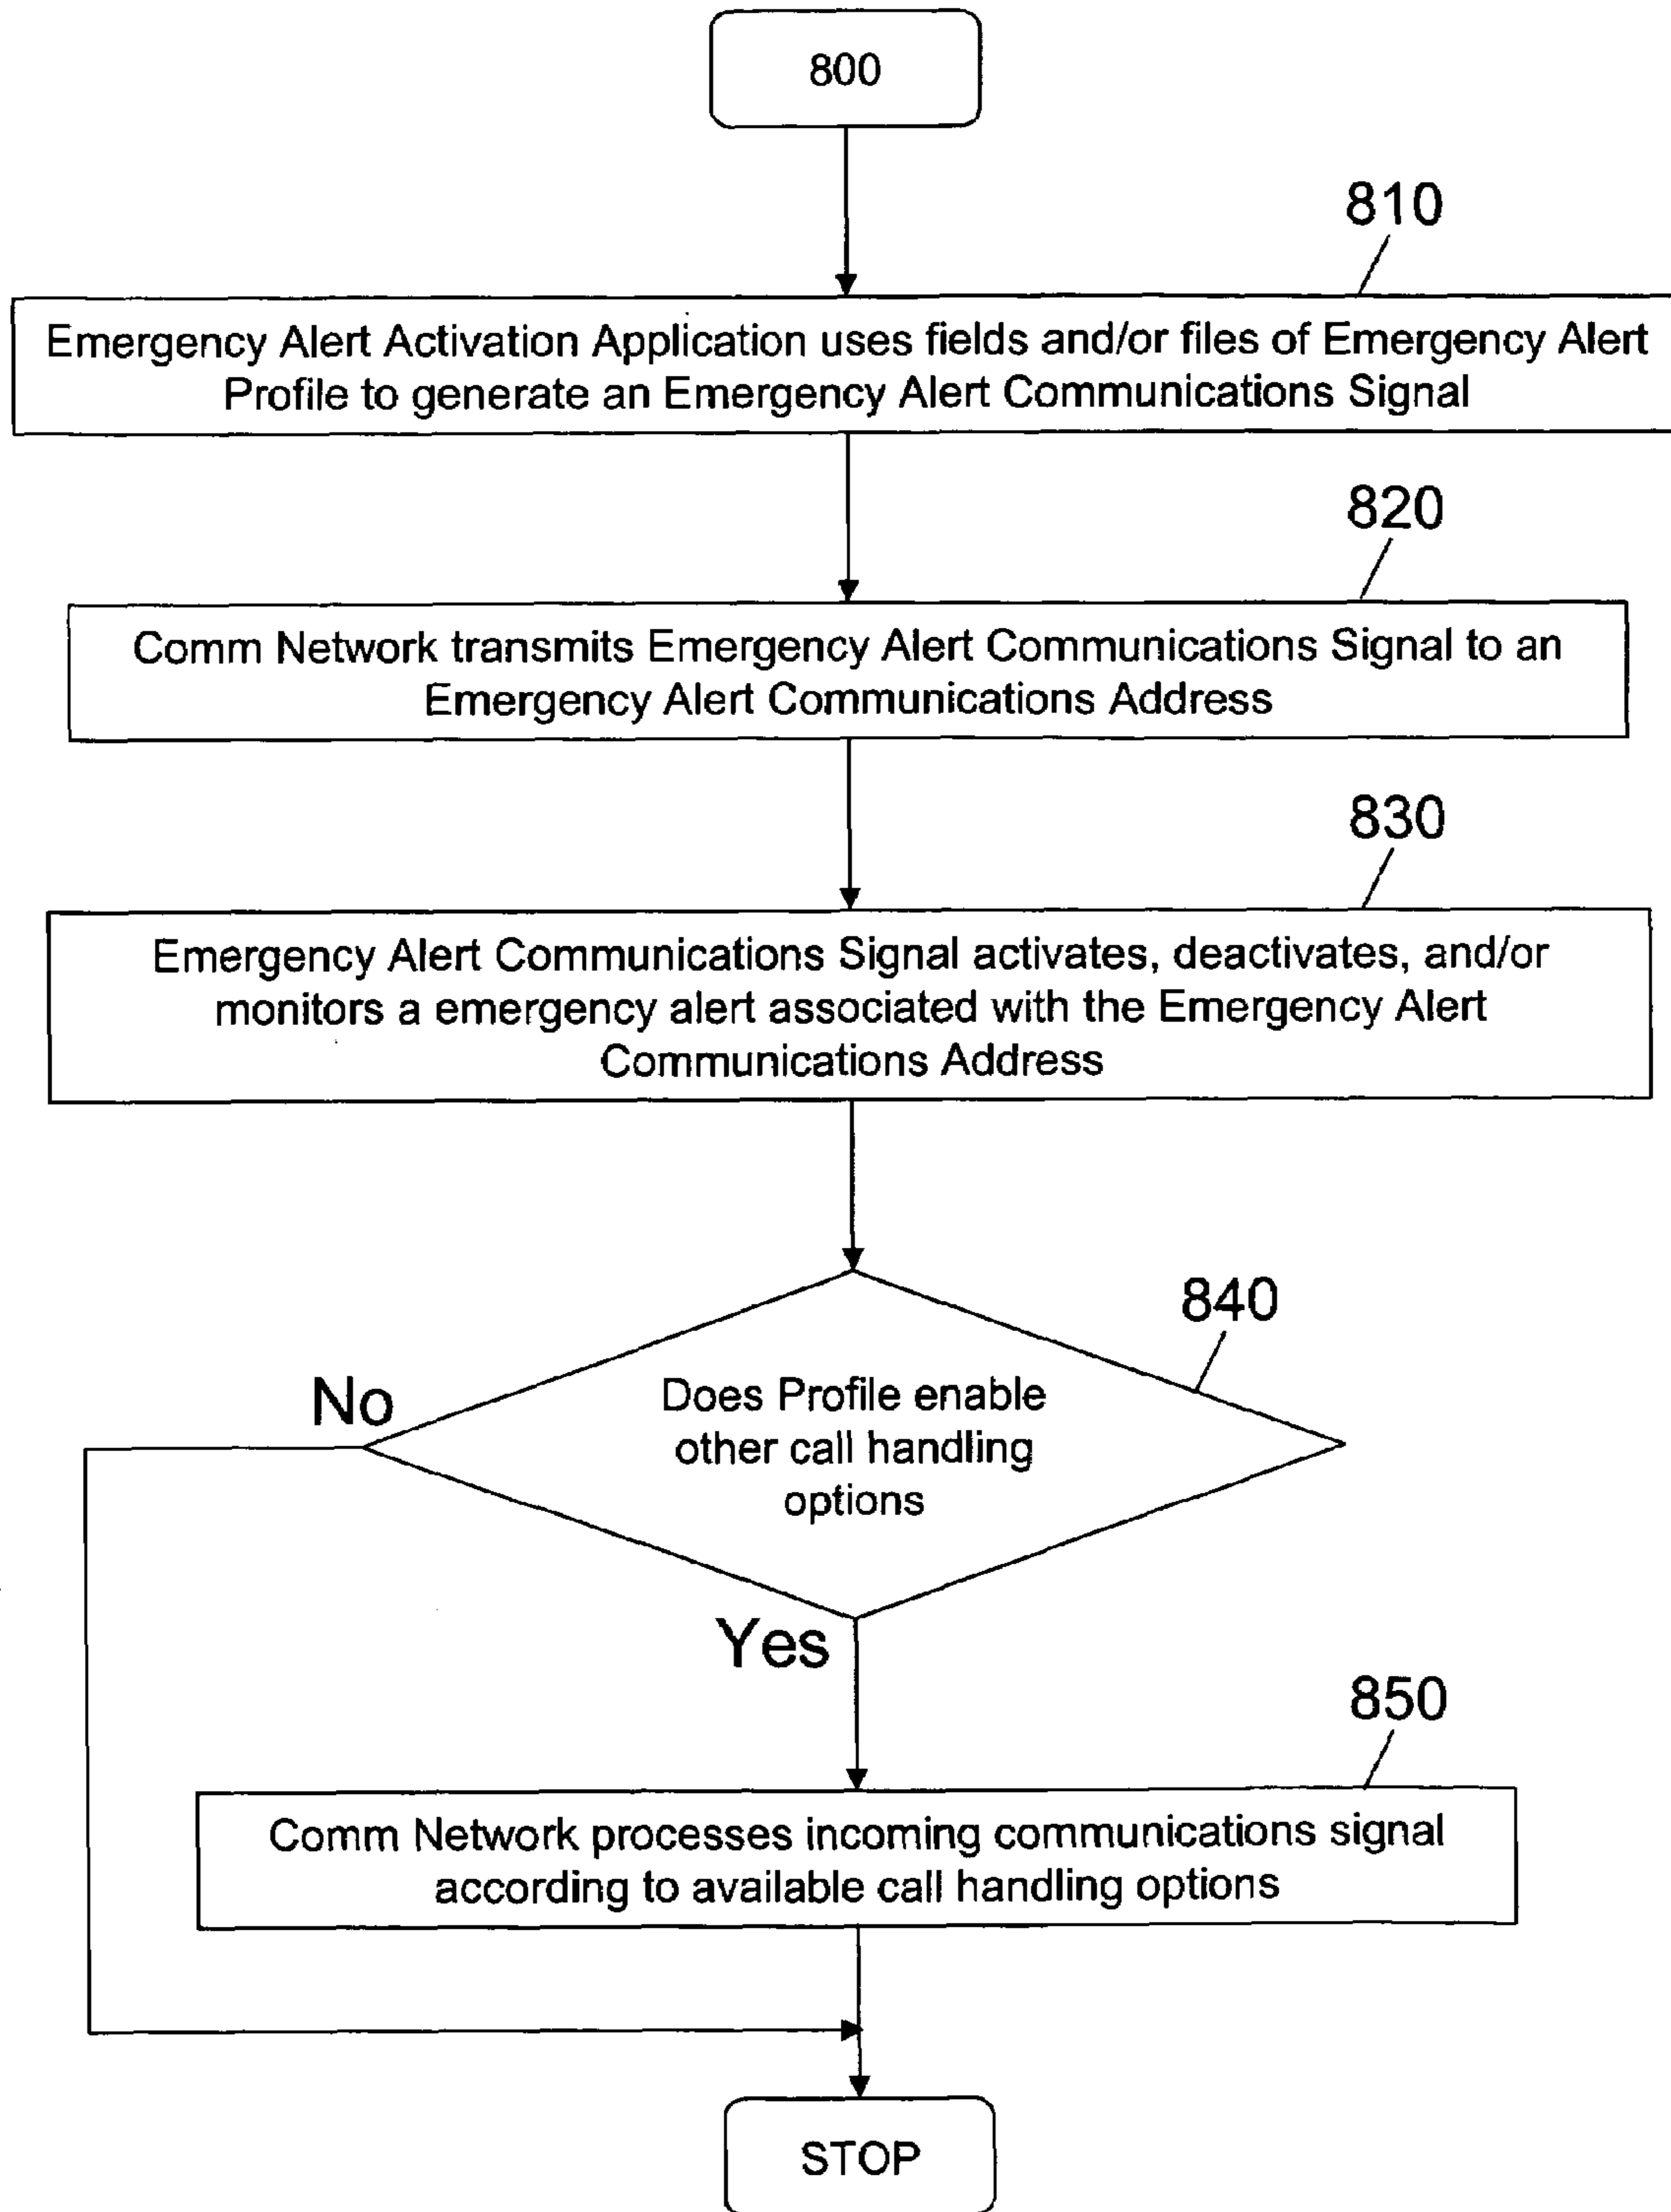 800
810
Emergency Alert Activation Application uses fields and/or files of Emergency Alert
Profile to generate an Emergency Alert Communications Signal
820
Comm Network transmits Emergency Alert Communications Signal to an
Emergency Alert Communications Address
830
Emergency Alert Communications Signal activates, deactivates, and/or
monitors a emergency alert associated with the Emergency Alert
Communications Address
840
Does Profile enable
other call handling
options
No
Yes
850
Comm Network processes incoming communications signal
according to available call handling options
STOP